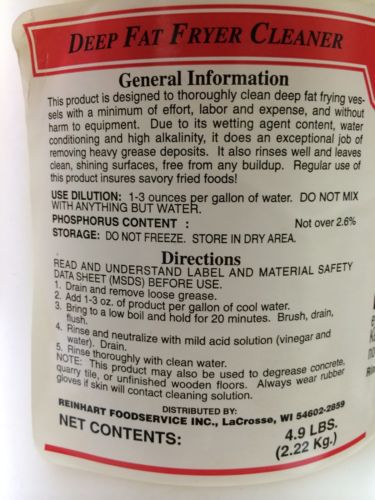 DEEP FAT FRYER CLEANER
General Information
This product is designed to thoroughly clean deep fat frying ves-
sels with a minimum of effort, labor and expense, and without
harm to equipment. Due to its wetting agent content, water
conditioning and high alkalinity, it does an exceptional job of
removing heavy grease deposits. It also rinses well and leaves
clean, shining surfaces, free from any buildup. Regular use of
this product insures savory fried foods!
USE DILUTION: 1-3 ounces per gallon of water. DO NOT MIX
WITH ANYTHING BUT WATER.
PHOSPHORUS CONTENT : Not over 2.6%
STORAGE: DO NOT FREEZE. STORE IN DRY AREA.
Directions
READ AND UNDERSTAND LABEL AND MATERIAL SAFETY
DATA SHEET (MSDS) BEFORE USE.
1. Drain and remove loose grease.
2. Add 1-3 oz. of product per gallon of cool water.
3. Bring to a low boil and hold for 20 minutes. Brush, drain,
flush.
4. Rinse and neutralize with mild acid solution (vinegar and
water). Drain.
5. Rinse thoroughly with clean water.
NOTE: This product may also be used to degrease concrete,
quarry tile, or unfinished wooden floors. Always wear rubber
gloves if skin will contact cleaning solution.
DISTRIBUTED BY:
REINHART FOODSERVICE INC., LaCrosse, WI 54602-2859
NET CONTENTS: 4.9 LBS.
(2.22 Kg.)